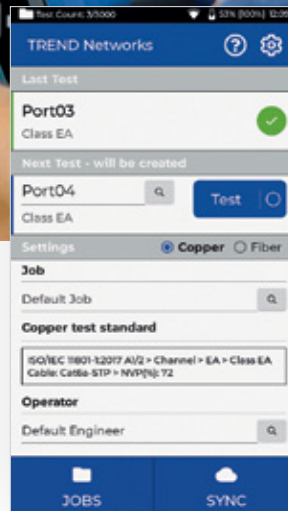 Test Count: 3/5000 53% [100%] 12:05
TREND Networks
Last Test
Port03
Class EA
Next Test - will be created
Port04
Test
Class EA
Settings Copper Fiber
Job
Default Job
Copper test standard
ISO/IEC 11801-1:2017 A1/2 > Channel > EA > Class EA
Cable: Cat6a-STP > NVP[%]: 72
Operator
Default Engineer
JOBS SYNC